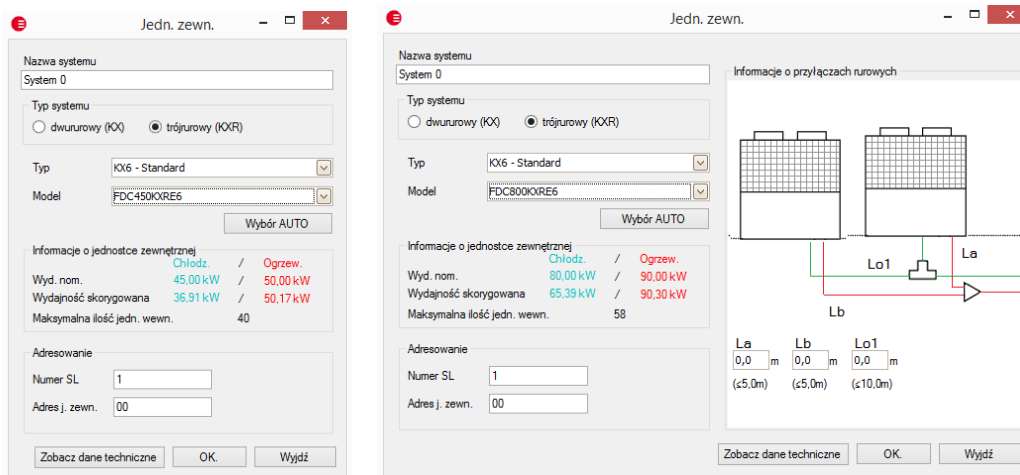 Jedn. zewn.
Nazwa systemu
System 0
Typ systemu
dwururowy (KX) trójrurowy (KXR)
Typ KX6 - Standard
Model FDC450KXRE6
Wybór AUTO
Informacje o jednostce zewnętrznej
Chłodz. / Ogrzew.
Wyd. nom. 45,00 kW / 50,00 kW
Wydajność skorygowana 36,91 kW / 50,17 kW
Maksymalna ilość jedn. wewn. 40
Adresowanie
Numer SL 1
Adres j. zewn. 00
Zobacz dane techniczne OK. Wyjdź
Jedn. zewn.
Nazwa systemu
System 0
Typ systemu
dwururowy (KX) trójrurowy (KXR)
Typ KX6 - Standard
Model FDC800KXRE6
Wybór AUTO
Informacje o jednostce zewnętrznej
Chłodz. / Ogrzew.
Wyd. nom. 80,00 kW / 90,00 kW
Wydajność skorygowana 65,39 kW / 90,30 kW
Maksymalna ilość jedn. wewn. 58
Adresowanie
Numer SL 1
Adres j. zewn. 00
Informacje o przyłączach rurowych
Lo1
La
Lb
La Lb Lo1
0,0 m 0,0 m 0,0 m
(≤5,0m) (≤5,0m) (≤10,0m)
Zobacz dane techniczne OK. Wyjdź